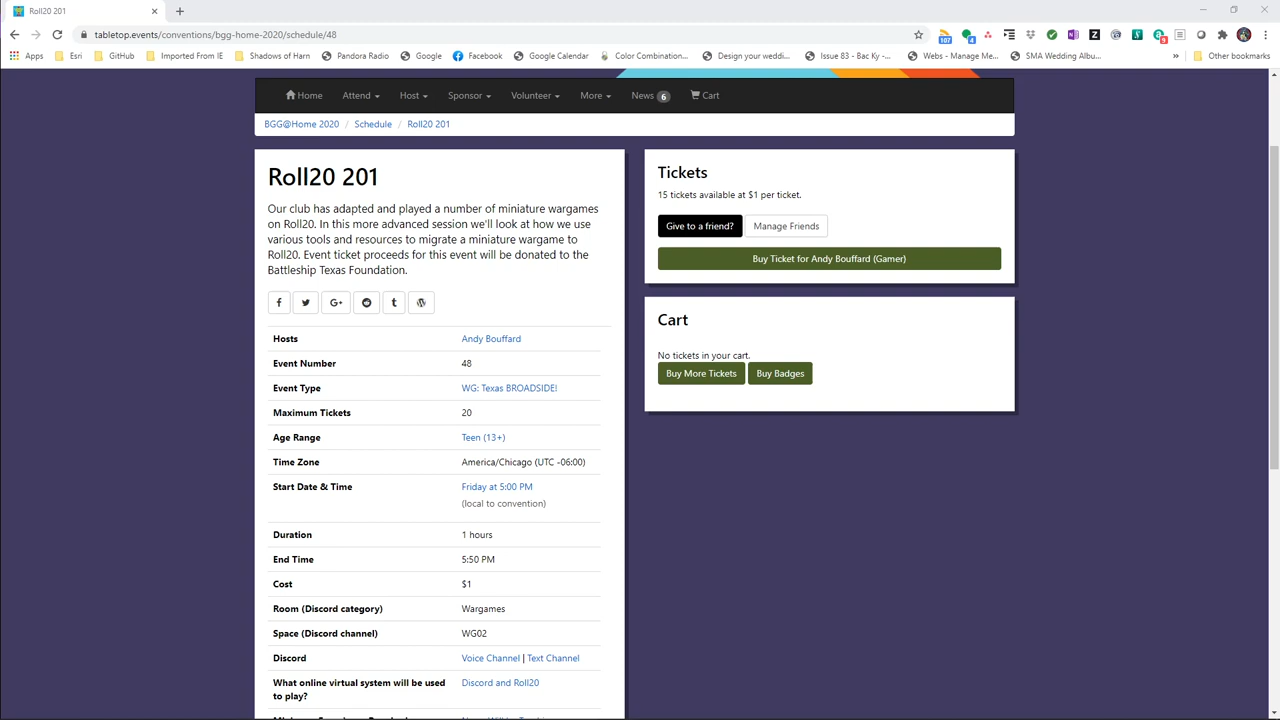 Roll20 201
tabletop.events/conventions/bgg-home-2020/schedule/48
107
4
9
Apps
Esri
GitHub
Imported From IE
Shadows of Harn
Pandora Radio
Google
Facebook
Google Calendar
Color Combination...
Design your weddi...
Issue 83 - Bac Ky -...
Webs - Manage Me...
SMA Wedding Albu...
»
Other bookmarks
Home
Attend
Host
Sponsor
Volunteer
More
News 6
Cart
BGG@Home 2020 / Schedule / Roll20 201
Roll20 201
Our club has adapted and played a number of miniature wargames
on Roll20. In this more advanced session we'll look at how we use
various tools and resources to migrate a miniature wargame to
Roll20. Event ticket proceeds for this event will be donated to the
Battleship Texas Foundation.
Hosts Andy Bouffard
Event Number 48
Event Type WG: Texas BROADSIDE!
Maximum Tickets 20
Age Range Teen (13+)
Time Zone America/Chicago (UTC -06:00)
Start Date & Time Friday at 5:00 PM
(local to convention)
Duration 1 hours
End Time 5:50 PM
Cost $1
Room (Discord category) Wargames
Space (Discord channel) WG02
Discord Voice Channel | Text Channel
What online virtual system will be used Discord and Roll20
to play?
Tickets
15 tickets available at $1 per ticket.
Give to a friend?
Manage Friends
Buy Ticket for Andy Bouffard (Gamer)
Cart
No tickets in your cart.
Buy More Tickets
Buy Badges